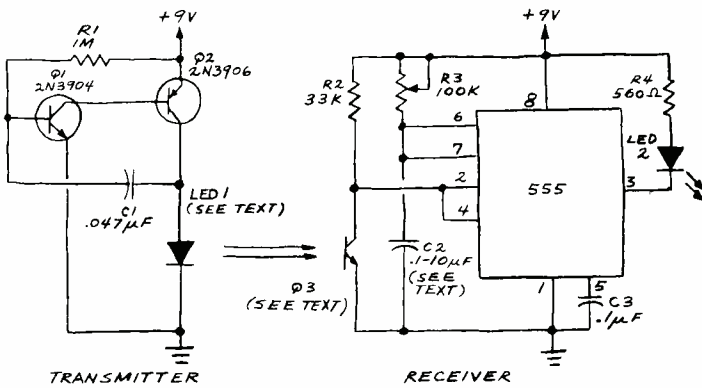 +9V
R1
1M
Q1
2N3904
Q2
2N3906
C1
.047µF
LED1
(SEE TEXT)
TRANSMITTER
+9V
R2
33K
R3
100K
R4
560Ω
LED
2
8
6
7
2
4
555
3
1
5
C2
.1-10µF
(SEE
TEXT)
Q3
(SEE TEXT)
C3
.1µF
RECEIVER